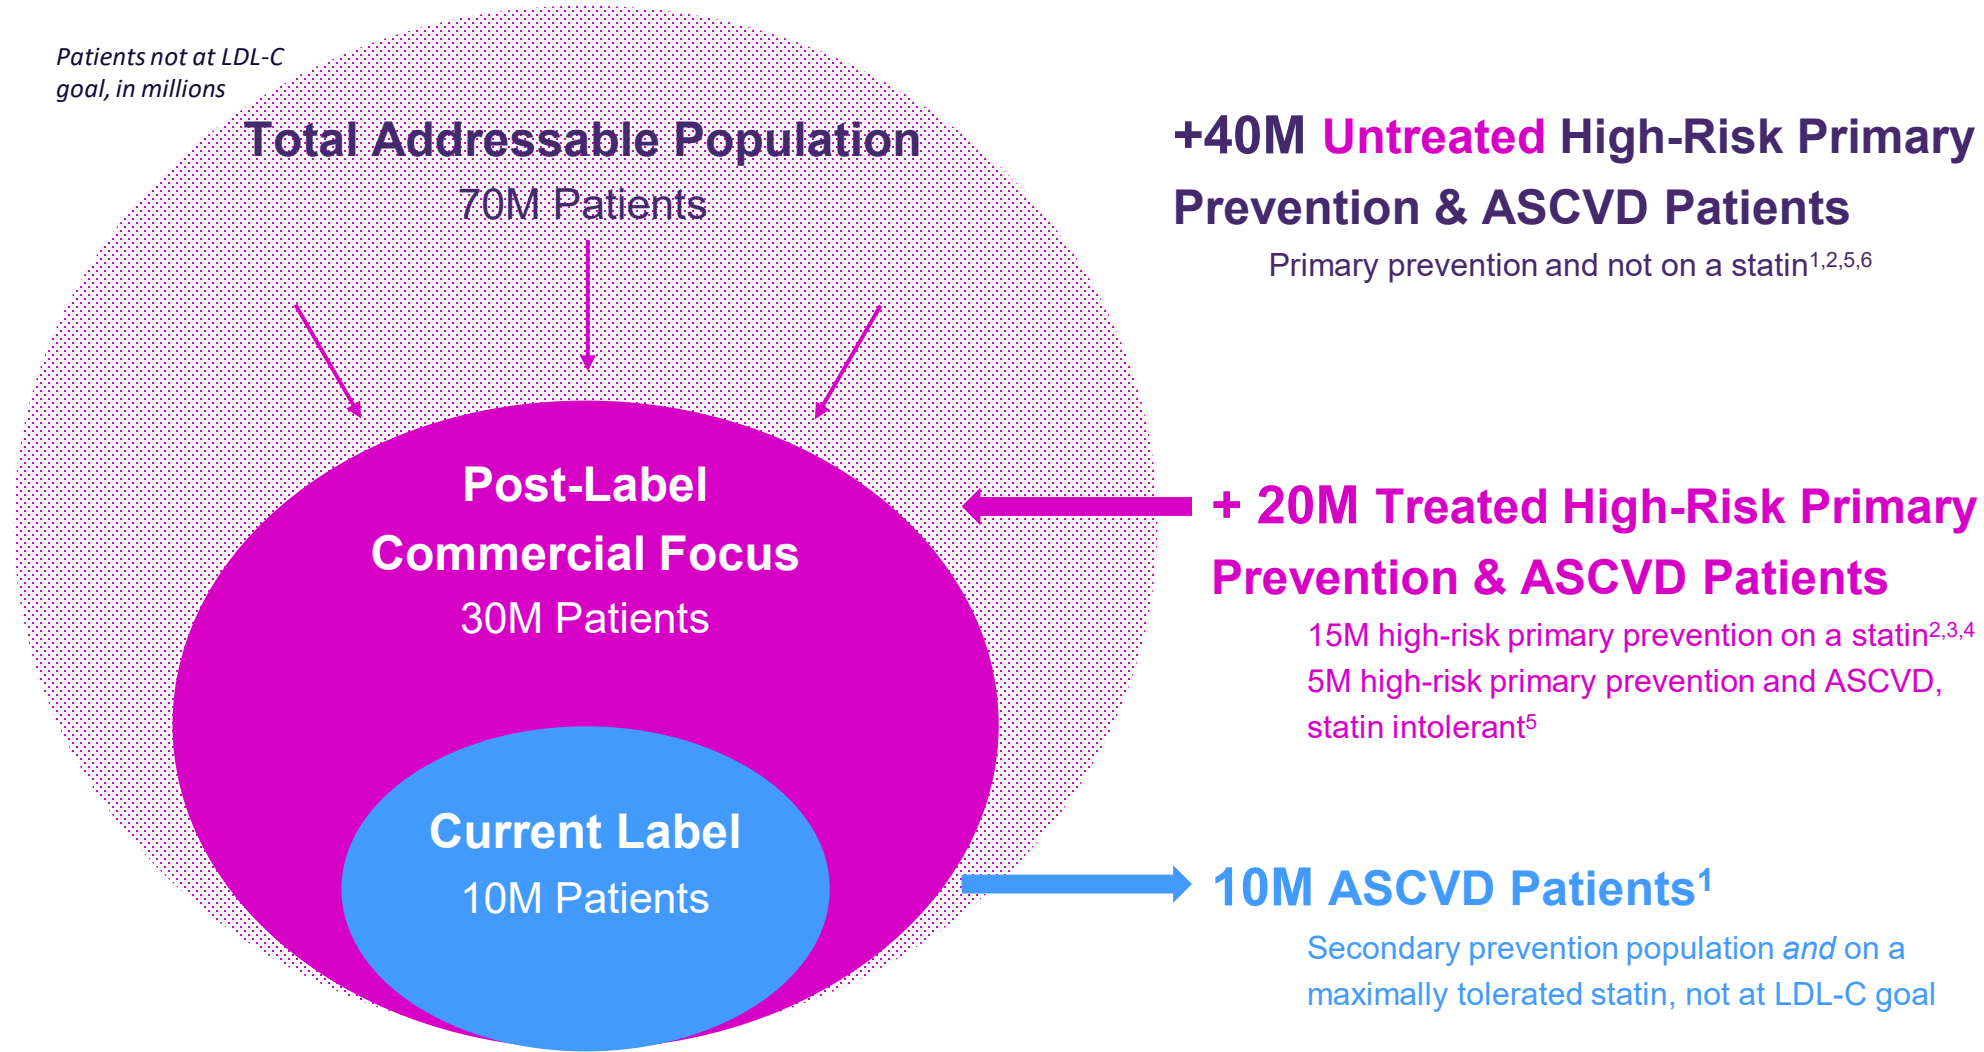 Patients not at LDL-C
goal, in millions
Total Addressable Population
70M Patients
+40M Untreated High-Risk Primary
Prevention & ASCVD Patients
Primary prevention and not on a statin1,2,5,6
Post-Label
Commercial Focus
30M Patients
+ 20M Treated High-Risk Primary
Prevention & ASCVD Patients
15M high-risk primary prevention on a statin2,3,4
5M high-risk primary prevention and ASCVD,
statin intolerant5
Current Label
10M Patients
10M ASCVD Patients1
Secondary prevention population and on a
maximally tolerated statin, not at LDL-C goal